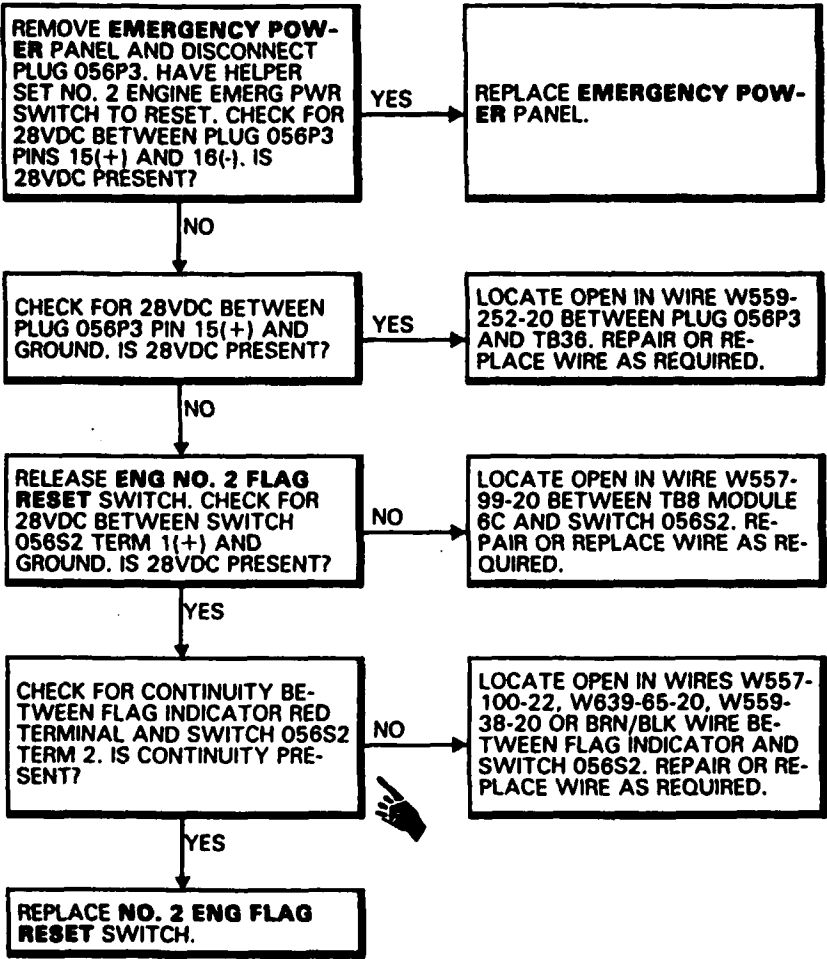 REMOVE EMERGENCY POW-
ER PANEL AND DISCONNECT
PLUG 056P3. HAVE HELPER
SET NO. 2 ENGINE EMERG PWR
SWITCH TO RESET. CHECK FOR
28VDC BETWEEN PLUG 056P3
PINS 15(+) AND 16(-). IS
28VDC PRESENT?
YES
REPLACE EMERGENCY POW-
ER PANEL.
NO
CHECK FOR 28VDC BETWEEN
PLUG 056P3 PIN 15(+) AND
GROUND. IS 28VDC PRESENT?
YES
LOCATE OPEN IN WIRE W559-
252-20 BETWEEN PLUG 056P3
AND TB36. REPAIR OR RE-
PLACE WIRE AS REQUIRED.
NO
RELEASE ENG NO. 2 FLAG
RESET SWITCH. CHECK FOR
28VDC BETWEEN SWITCH
056S2 TERM 1(+) AND
GROUND. IS 28VDC PRESENT?
NO
LOCATE OPEN IN WIRE W557-
99-20 BETWEEN TB8 MODULE
6C AND SWITCH 056S2. RE-
PAIR OR REPLACE WIRE AS RE-
QUIRED.
YES
CHECK FOR CONTINUITY BE-
TWEEN FLAG INDICATOR RED
TERMINAL AND SWITCH 056S2
TERM 2. IS CONTINUITY PRE-
SENT?
NO
LOCATE OPEN IN WIRES W557-
100-22, W639-65-20, W559-
38-20 OR BRN/BLK WIRE BE-
TWEEN FLAG INDICATOR AND
SWITCH 056S2. REPAIR OR RE-
PLACE WIRE AS REQUIRED.
YES
REPLACE NO. 2 ENG FLAG
RESET SWITCH.